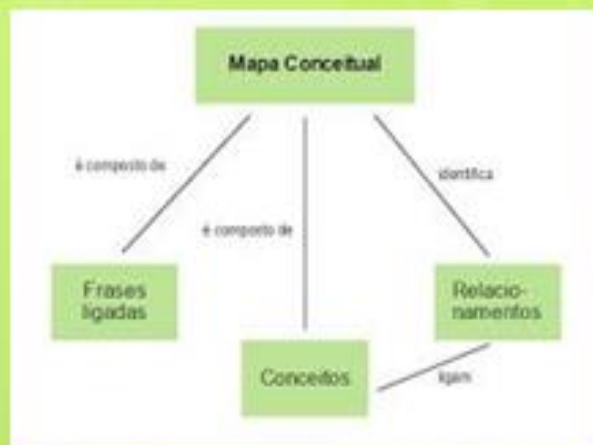 Mapa Conceitual
é composto de
identifica
é composto de
Frases
ligadas
Relacio-
namentos
Conceitos
ligam